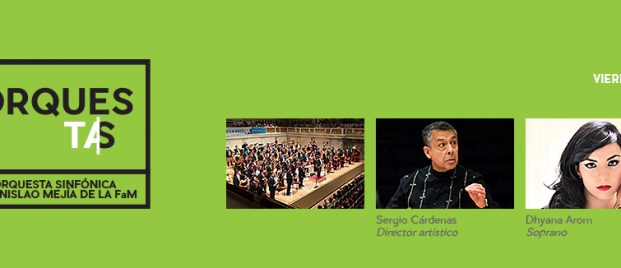 ORQUES
TAS
ORQUESTA SINFÓNICA
NISLAO MEJÍA DE LA FaM
VIER
Sergio Cárdenas
Director artístico
Dhyana Arom
Soprano